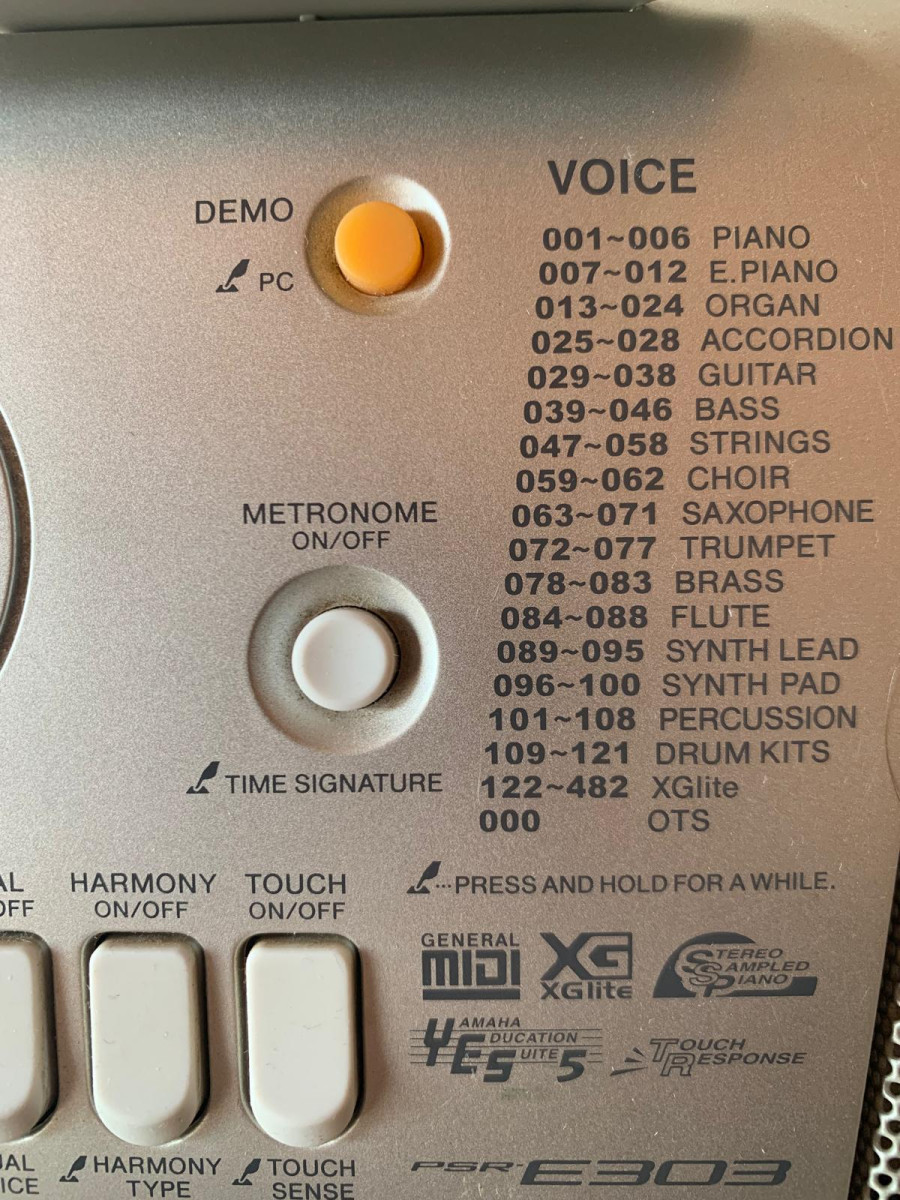 DEMO
PC
VOICE
001~006 PIANO
007~012 E.PIANO
013~024 ORGAN
025~028 ACCORDION
029~038 GUITAR
039~046 BASS
047~058 STRINGS
059~062 CHOIR
063~071 SAXOPHONE
072~077 TRUMPET
078~083 BRASS
084~088 FLUTE
089~095 SYNTH LEAD
096~100 SYNTH PAD
101~108 PERCUSSION
109~121 DRUM KITS
122~482 XGlite
000 OTS
METRONOME
ON/OFF
TIME SIGNATURE
···PRESS AND HOLD FOR A WHILE.
HARMONY
ON/OFF
TOUCH
ON/OFF
GENERAL
MIDI
XG
XGlite
STEREO
SAMPLED
PIANO
YAMAHA
EDUCATION
SUITE 5
TOUCH
RESPONSE
HARMONY
TYPE
TOUCH
SENSE
PSR-E303